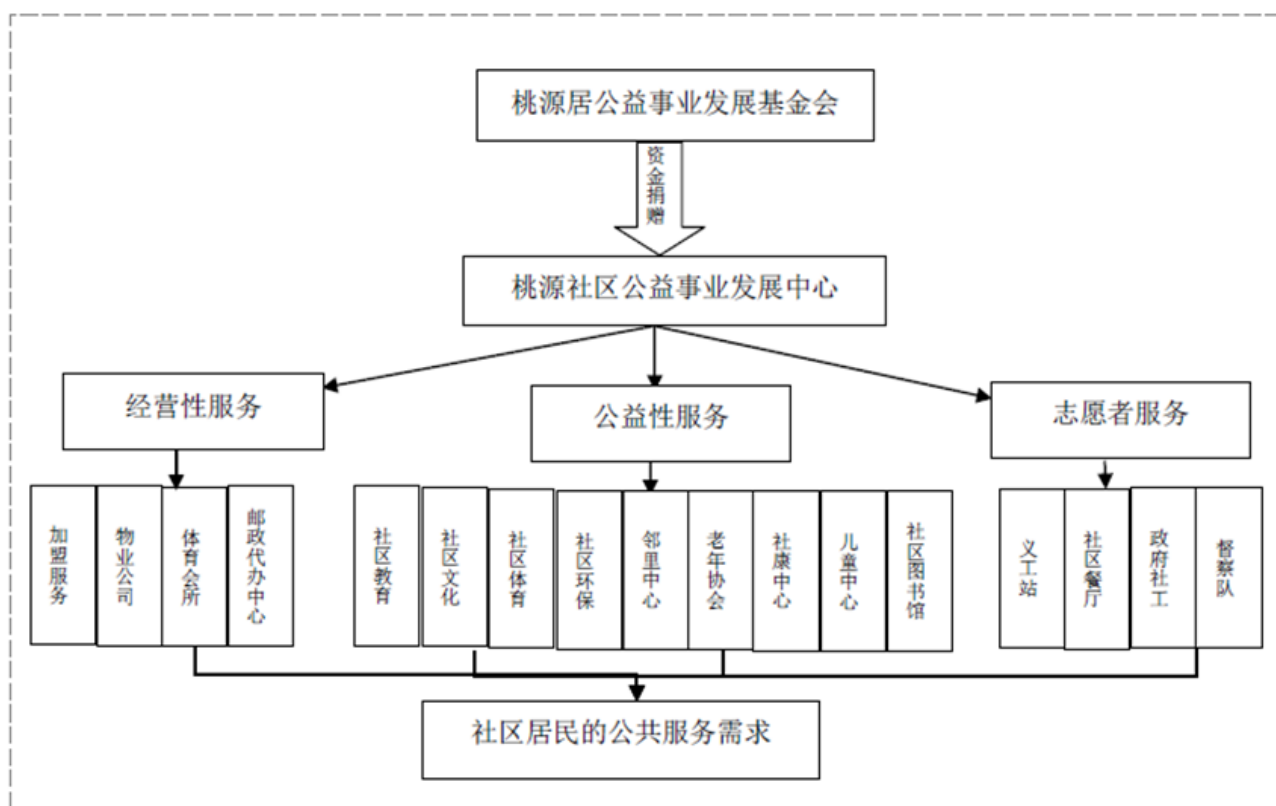 桃源居公益事业发展基金会
资金捐赠
桃源社区公益事业发展中心
经营性服务
公益性服务
志愿者服务
加盟服务
物业公司
体育会所
邮政代办中心
社区教育
社区文化
社区体育
社区环保
邻里中心
老年协会
社康中心
儿童中心
社区图书馆
义工站
社区餐厅
政府社工
督察队
社区居民的公共服务需求